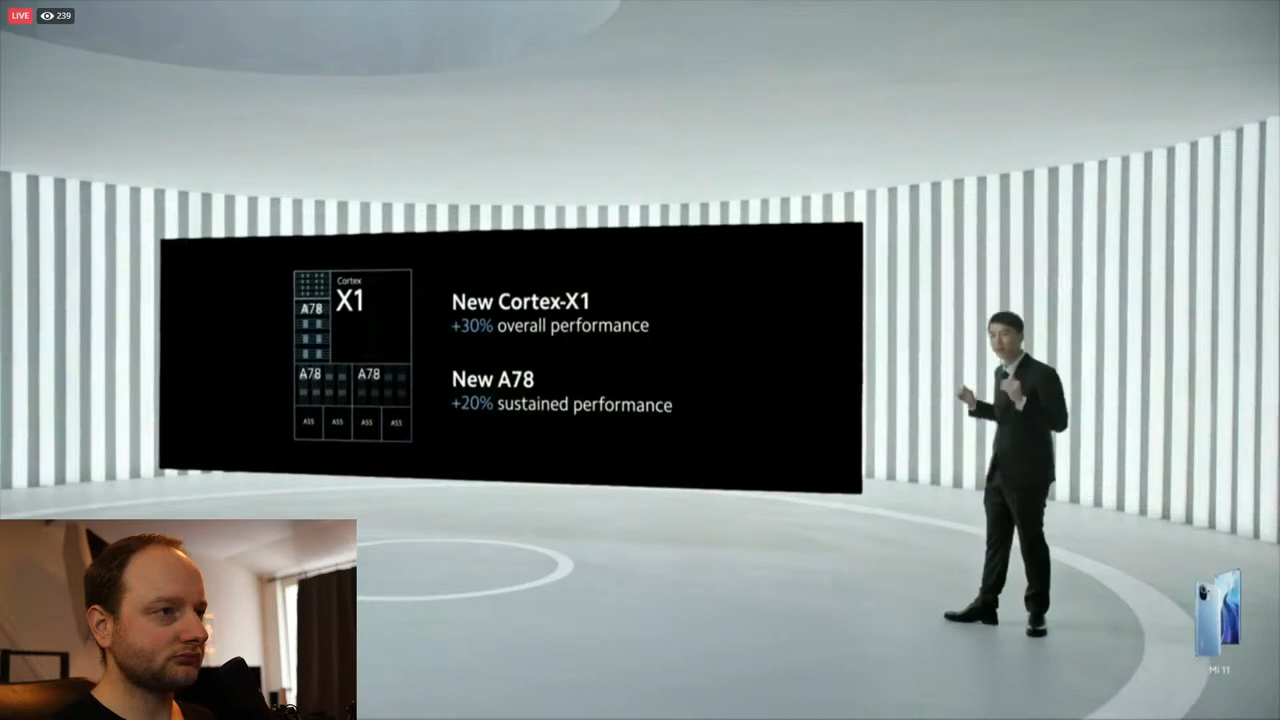 LIVE
239
Cortex
X1
A78
A78
A78
A55
A55
A55
A55
New Cortex-X1
+30% overall performance
New A78
+20% sustained performance
Mi 11